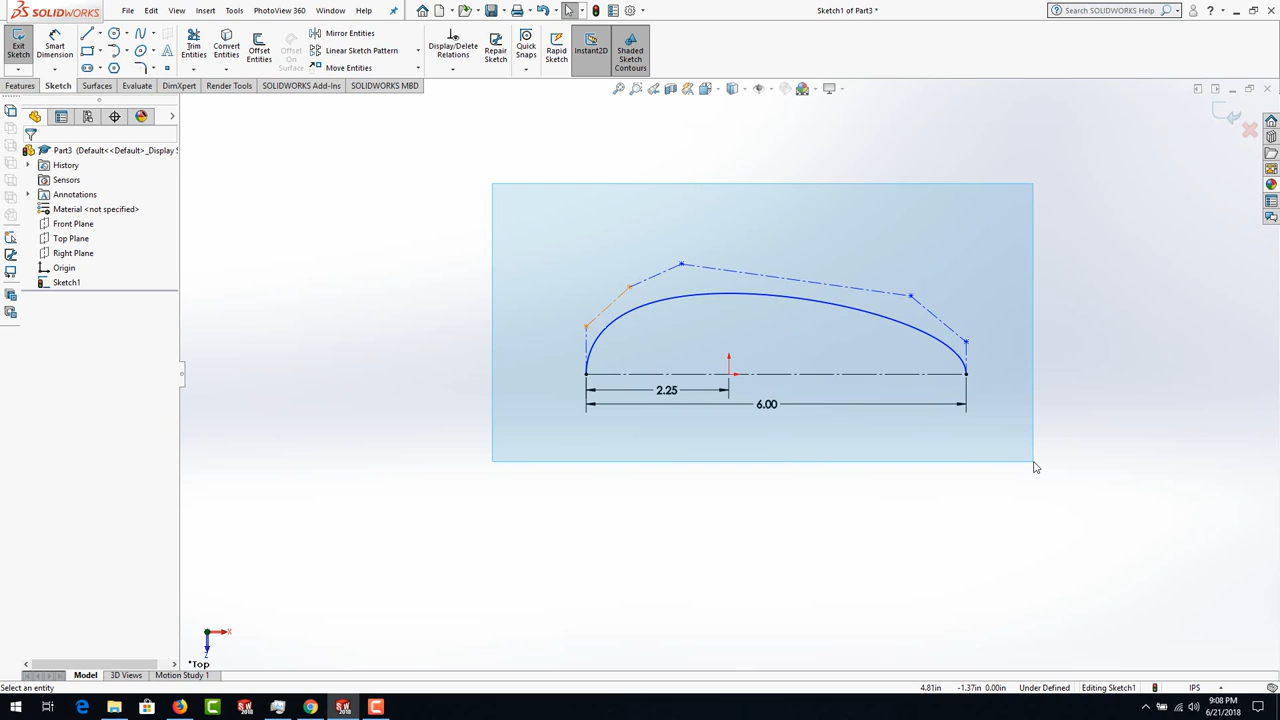 SOLIDWORKS File Edit View Insert Tools PhotoView 360 Window Help Sketch1 of Part3 * Search SOLIDWORKS Help
Exit Sketch
Smart Dimension
Trim Entities
Convert Entities
Offset Entities
Offset On Surface
Mirror Entities
Linear Sketch Pattern
Move Entities
Display/Delete Relations
Repair Sketch
Quick Snaps
Rapid Sketch
Instant2D
Shaded Sketch Contours
Features Sketch Surfaces Evaluate DimXpert Render Tools SOLIDWORKS Add-Ins SOLIDWORKS MBD
Part3 (Default<<Default>_Display S
History
Sensors
Annotations
Material <not specified>
Front Plane
Top Plane
Right Plane
Origin
Sketch1
2.25
6.00
X
Z
*Top
Model 3D Views Motion Study 1
Select an entity 4.81in -1.37in 0.00in Under Defined Editing Sketch1 IPS
9:08 PM
6/21/2018